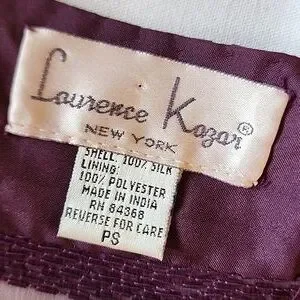 Laurence Kazar®
NEW YORK
SHELL: 100% SILK
LINING:
100% POLYESTER
MADE IN INDIA
RN 84368
REVERSE FOR CARE
PS